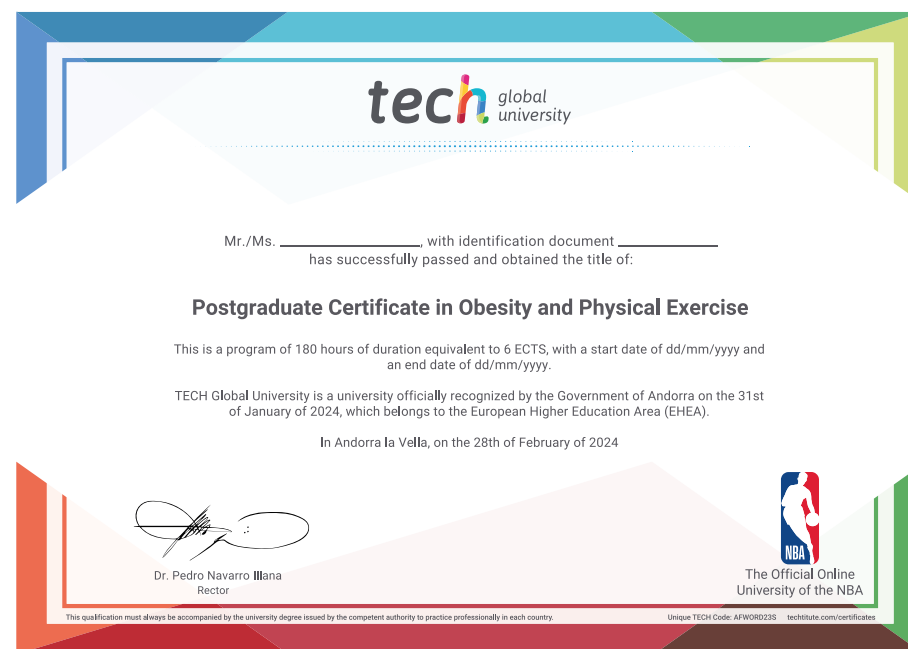 tech global university
Mr./Ms. ____________, with identification document ____________
has successfully passed and obtained the title of:
Postgraduate Certificate in Obesity and Physical Exercise
This is a program of 180 hours of duration equivalent to 6 ECTS, with a start date of dd/mm/yyyy and
an end date of dd/mm/yyyy.
TECH Global University is a university officially recognized by the Government of Andorra on the 31st
of January of 2024, which belongs to the European Higher Education Area (EHEA).
In Andorra la Vella, on the 28th of February of 2024
NBA
Dr. Pedro Navarro Illana
Rector
The Official Online
University of the NBA
This qualification must always be accompanied by the university degree issued by the competent authority to practice professionally in each country.
Unique TECH Code: AFWORD23S techtitute.com/certificates